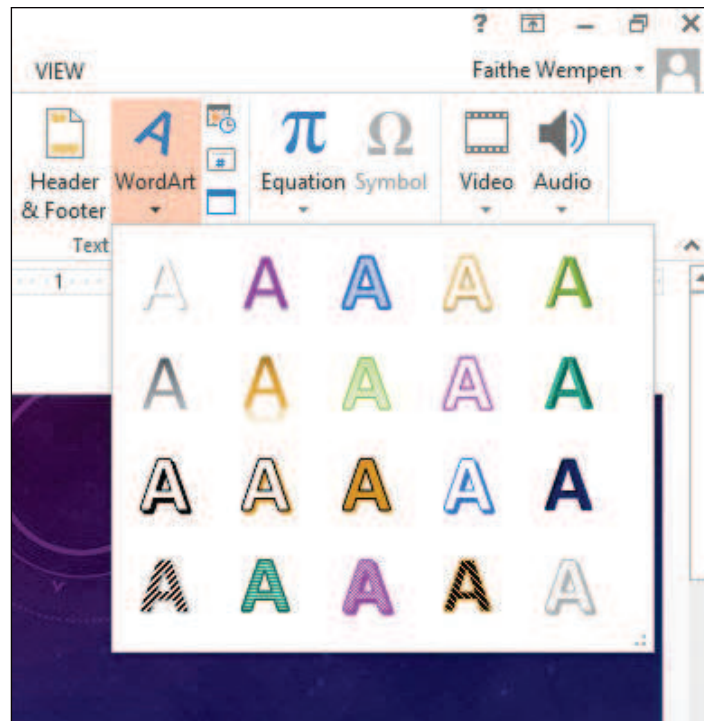 ?
VIEW Faithe Wempen
Header WordArt # π Equation Ω Symbol Video Audio
& Footer
Text
1
A A A A A
A A A A A
A A A A A
A A A A A